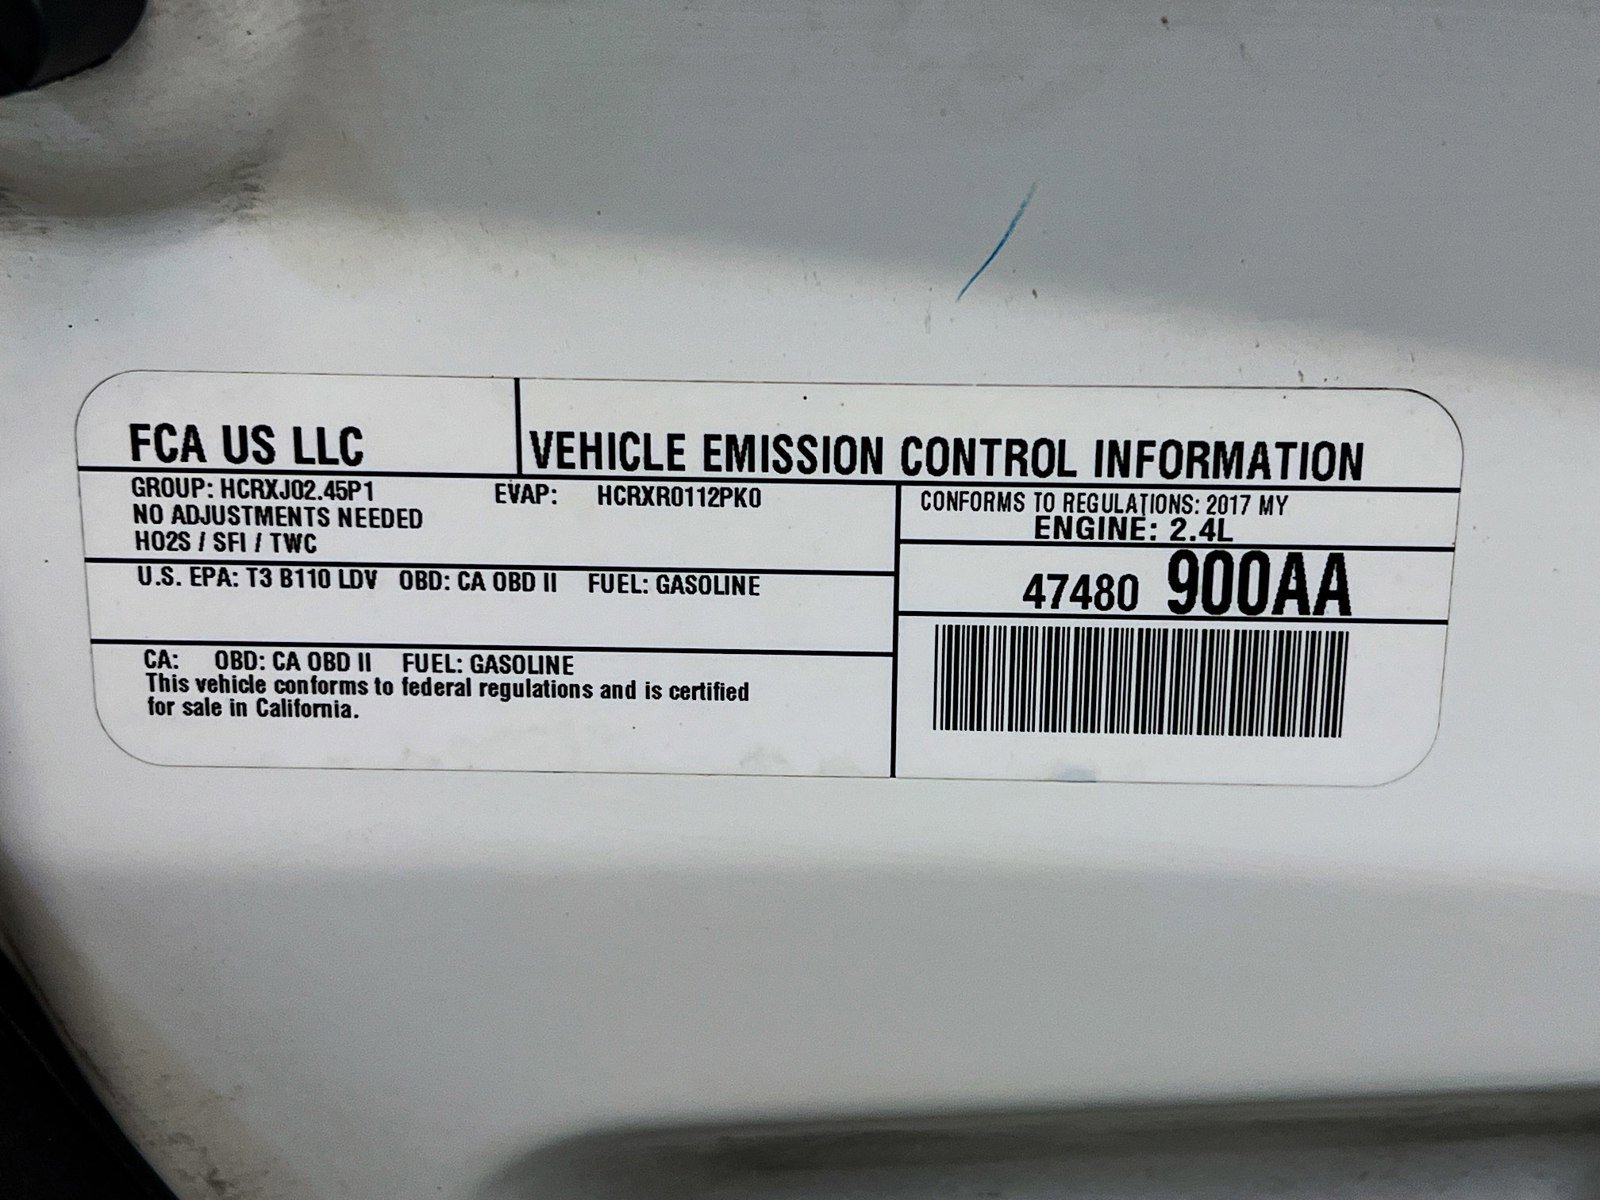 FCA US LLC
VEHICLE EMISSION CONTROL INFORMATION
GROUP: HCRXJ02.45P1 EVAP: HCRXR0112PK0
NO ADJUSTMENTS NEEDED
HO2S / SFI / TWC
CONFORMS TO REGULATIONS: 2017 MY
ENGINE: 2.4L
47480 900AA
U.S. EPA: T3 B110 LDV OBD: CA OBD II FUEL: GASOLINE
CA: OBD: CA OBD II FUEL: GASOLINE
This vehicle conforms to federal regulations and is certified
for sale in California.